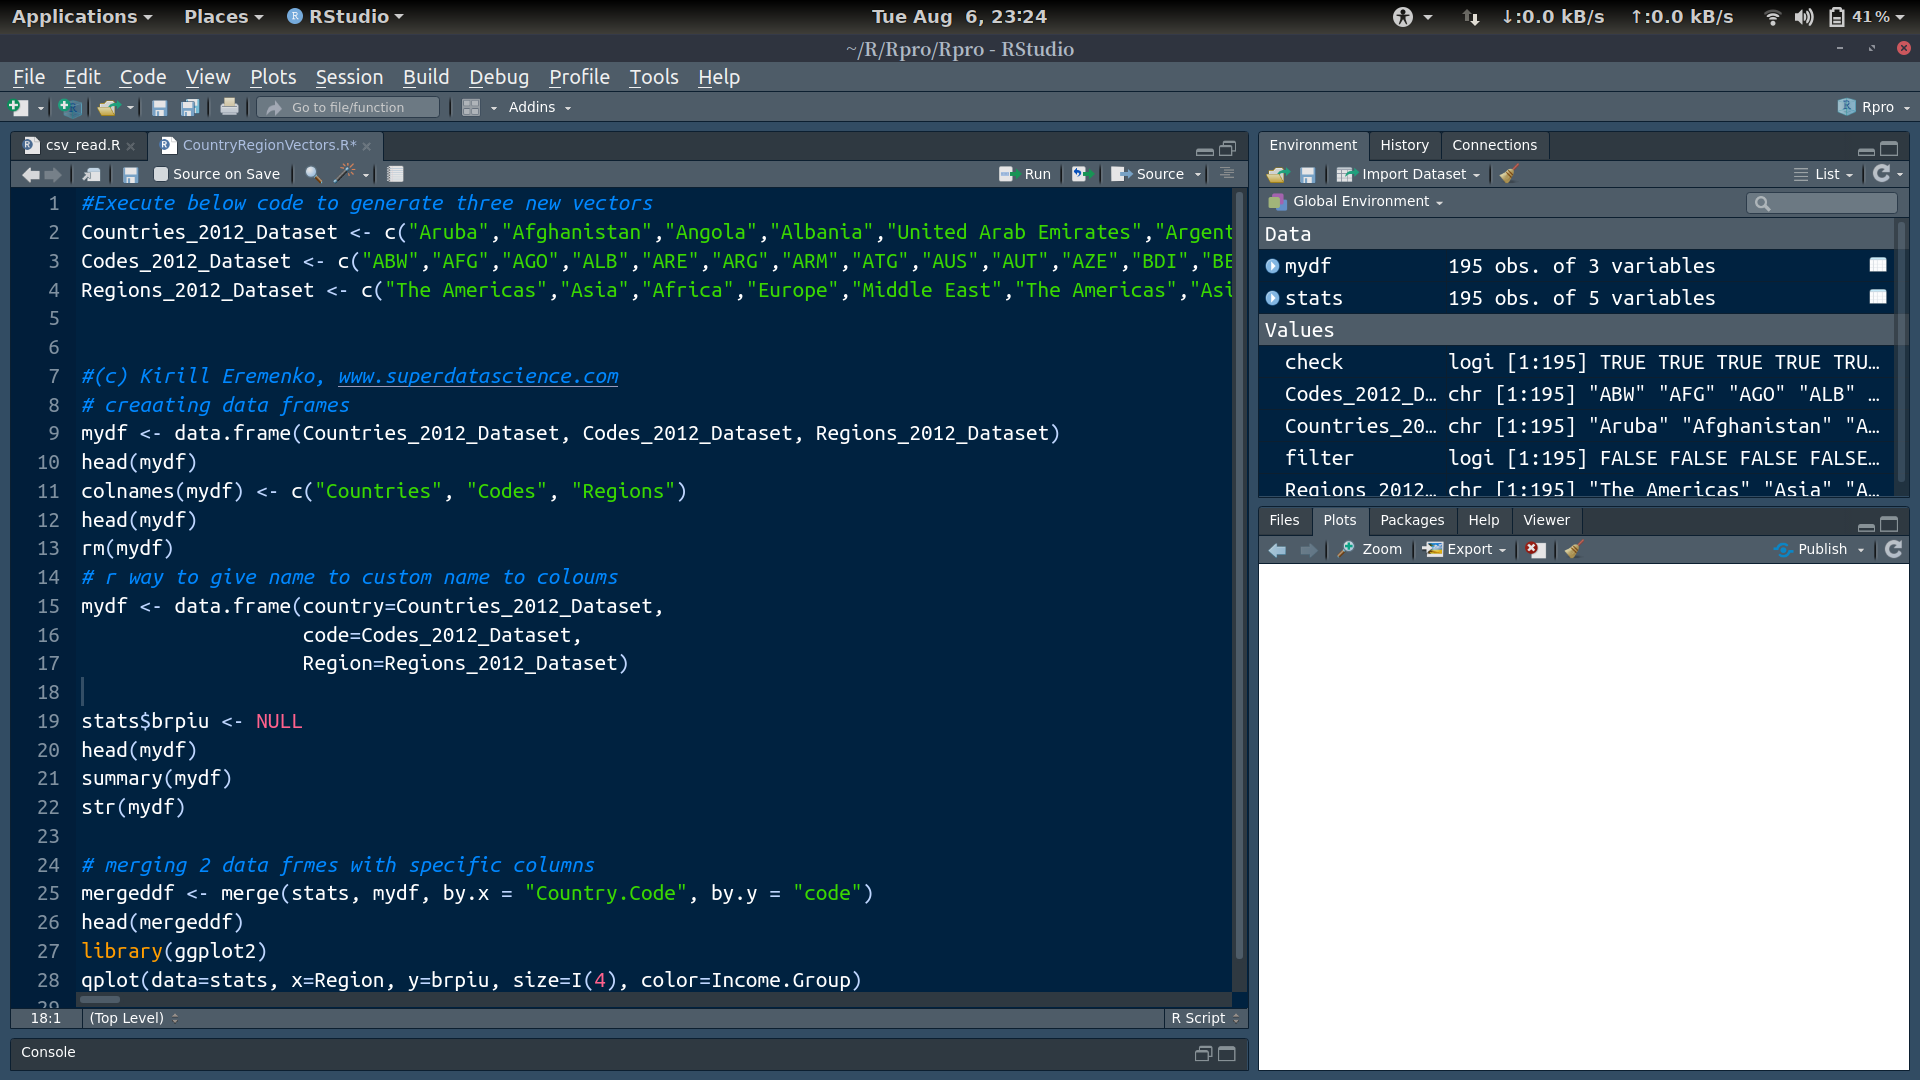 Applications Places RStudio Tue Aug 6, 23:24 ↓:0.0 kB/s ↑:0.0 kB/s 41 %
~/R/Rpro/Rpro - RStudio
File Edit Code View Plots Session Build Debug Profile Tools Help
Go to file/function Addins Rpro
csv_read.R CountryRegionVectors.R*
Source on Save Run Source
1 #Execute below code to generate three new vectors
2 Countries_2012_Dataset <- c("Aruba","Afghanistan","Angola","Albania","United Arab Emirates","Argent
3 Codes_2012_Dataset <- c("ABW","AFG","AGO","ALB","ARE","ARG","ARM","ATG","AUS","AUT","AZE","BDI","BE
4 Regions_2012_Dataset <- c("The Americas","Asia","Africa","Europe","Middle East","The Americas","Asi
5
6
7 #(c) Kirill Eremenko, www.superdatascience.com
8 # creaating data frames
9 mydf <- data.frame(Countries_2012_Dataset, Codes_2012_Dataset, Regions_2012_Dataset)
10 head(mydf)
11 colnames(mydf) <- c("Countries", "Codes", "Regions")
12 head(mydf)
13 rm(mydf)
14 # r way to give name to custom name to coloums
15 mydf <- data.frame(country=Countries_2012_Dataset,
16 code=Codes_2012_Dataset,
17 Region=Regions_2012_Dataset)
18
19 stats$brpiu <- NULL
20 head(mydf)
21 summary(mydf)
22 str(mydf)
23
24 # merging 2 data frmes with specific columns
25 mergeddf <- merge(stats, mydf, by.x = "Country.Code", by.y = "code")
26 head(mergeddf)
27 library(ggplot2)
28 qplot(data=stats, x=Region, y=brpiu, size=I(4), color=Income.Group)
29
18:1 (Top Level) R Script
Console
Environment History Connections
Import Dataset List
Global Environment
Data
mydf 195 obs. of 3 variables
stats 195 obs. of 5 variables
Values
check logi [1:195] TRUE TRUE TRUE TRUE TRU…
Codes_2012_D… chr [1:195] "ABW" "AFG" "AGO" "ALB" …
Countries_20… chr [1:195] "Aruba" "Afghanistan" "A…
filter logi [1:195] FALSE FALSE FALSE FALSE…
Regions_2012… chr [1:195] "The Americas" "Asia" "A…
Files Plots Packages Help Viewer
Zoom Export Publish